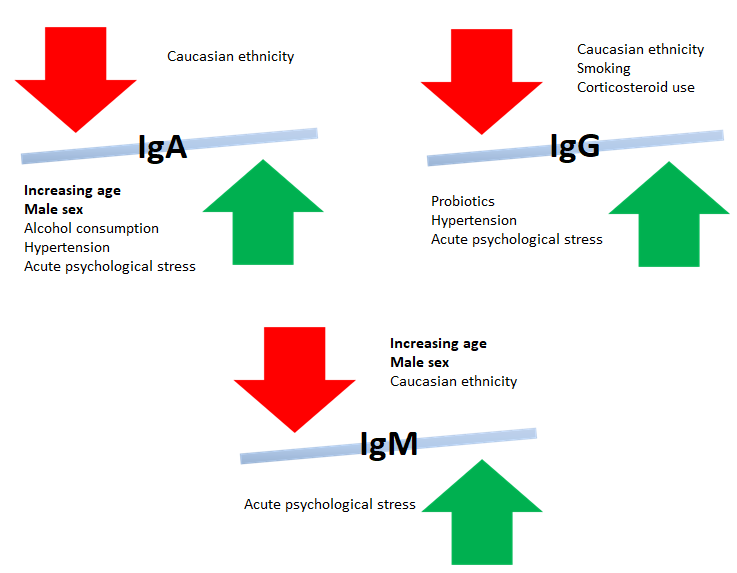 Caucasian ethnicity
IgA
Increasing age
Male sex
Alcohol consumption
Hypertension
Acute psychological stress
Caucasian ethnicity
Smoking
Corticosteroid use
IgG
Probiotics
Hypertension
Acute psychological stress
Increasing age
Male sex
Caucasian ethnicity
IgM
Acute psychological stress